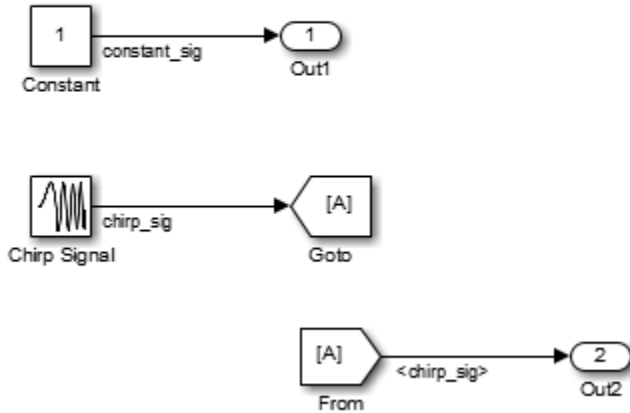 1
constant_sig
1
Constant
Out1
[A]
chirp_sig
Chirp Signal
Goto
[A]
<chirp_sig>
2
From
Out2